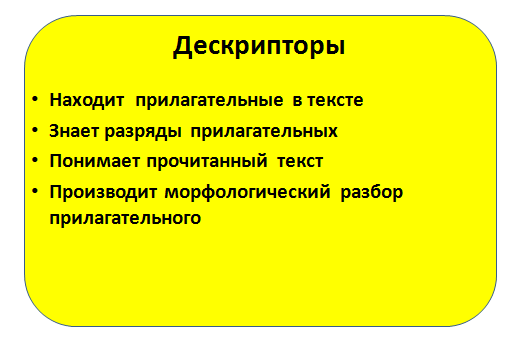 Дескрипторы
• Находит прилагательные в тексте
• Знает разряды прилагательных
• Понимает прочитанный текст
• Производит морфологический разбор
прилагательного